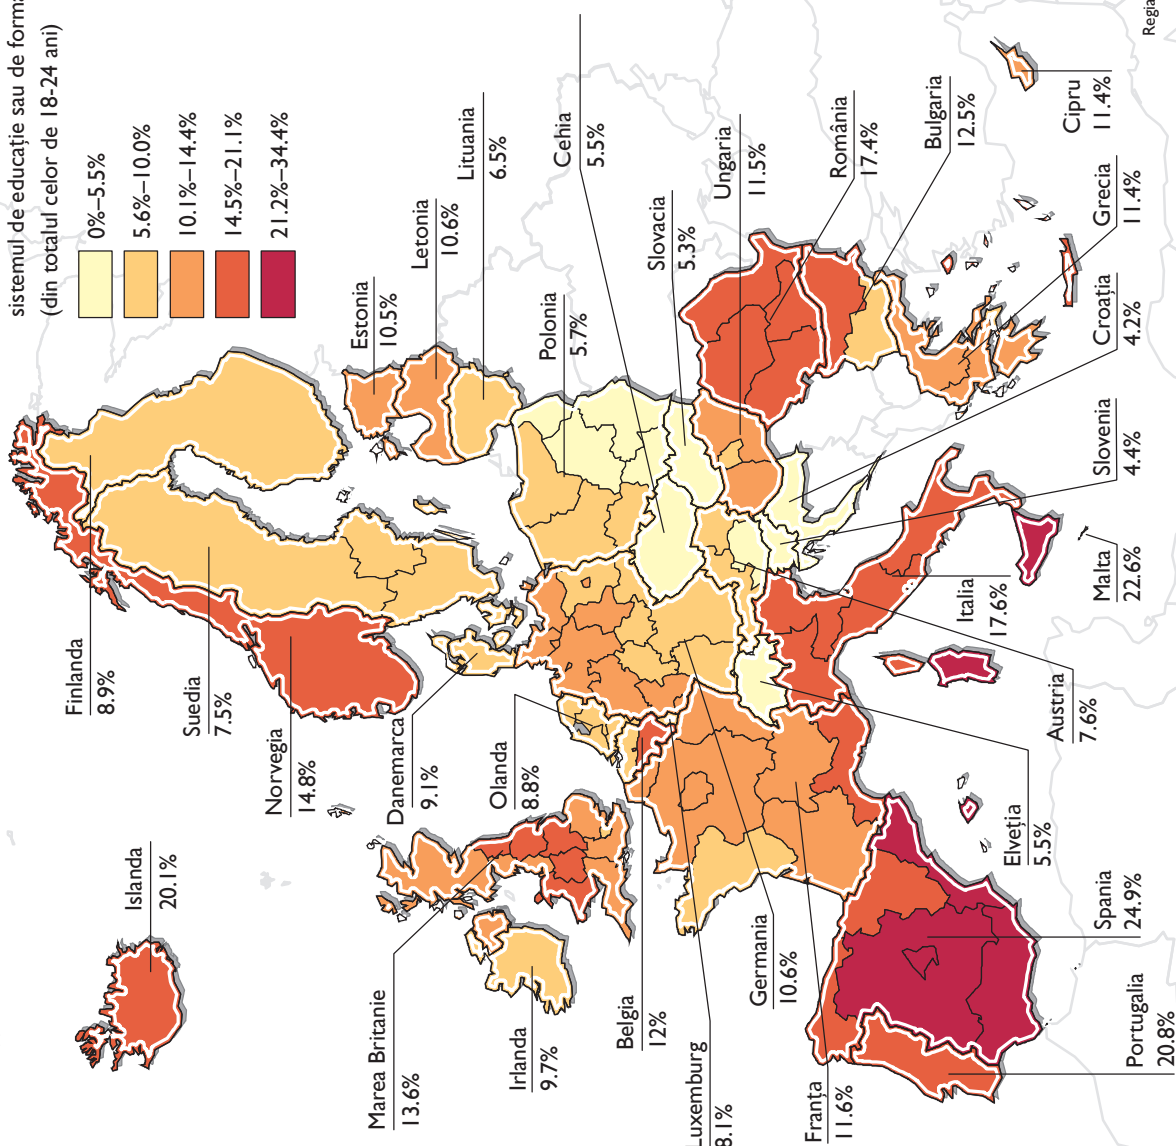 sistemul de educație sau de forma
(din totalul celor de 18-24 ani)
0%–5.5%
5.6%–10.0%
10.1%–14.4%
14.5%–21.1%
21.2%–34.4%
Islanda
20.1%
Finlanda
8.9%
Suedia
7.5%
Norvegia
14.8%
Estonia
10.5%
Letonia
10.6%
Lituania
6.5%
Marea Britanie
13.6%
Danemarca
9.1%
Olanda
8.8%
Irlanda
9.7%
Polonia
5.7%
Cehia
5.5%
Belgia
12%
Slovacia
5.3%
Luxemburg
8.1%
Ungaria
11.5%
Germania
10.6%
Franța
11.6%
România
17.4%
Bulgaria
12.5%
Italia
17.6%
Elveția
5.5%
Austria
7.6%
Cipru
11.4%
Grecia
11.4%
Croația
4.2%
Slovenia
4.4%
Malta
22.6%
Spania
24.9%
Portugalia
20.8%
Regia